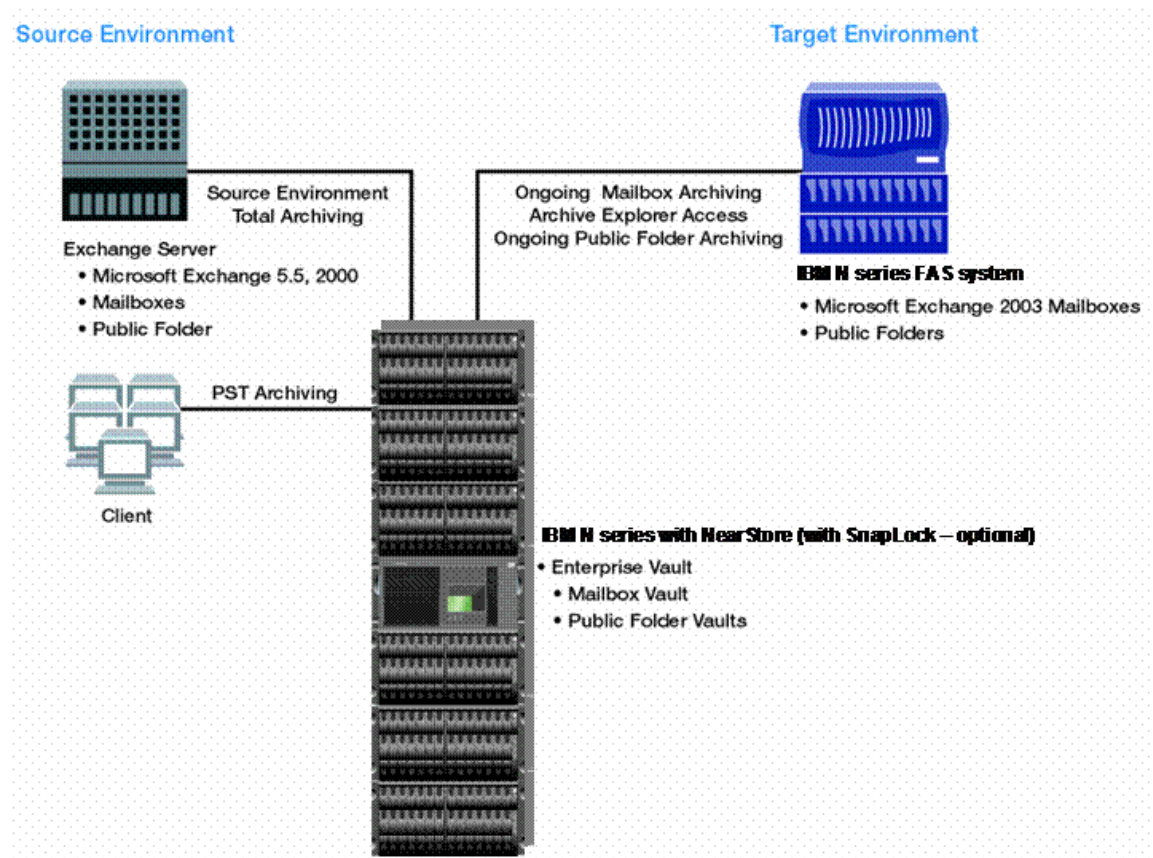 Source Environment
Target Environment
Source Environment
Total Archiving
Ongoing Mailbox Archiving
Archive Explorer Access
Ongoing Public Folder Archiving
Exchange Server
• Microsoft Exchange 5.5, 2000
• Mailboxes
• Public Folder
IBM N series FAS system
• Microsoft Exchange 2003 Mailboxes
• Public Folders
PST Archiving
Client
IBM N series with NearStore (with SnapLock – optional)
• Enterprise Vault
• Mailbox Vault
• Public Folder Vaults